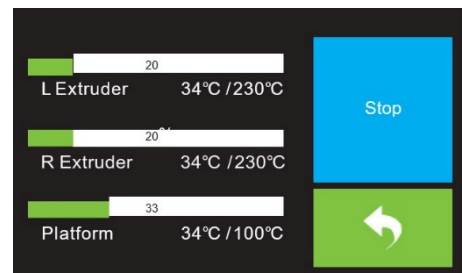 20
L Extruder 34℃/230℃
20
%
R Extruder 34℃/230℃
33
Platform 34℃/100℃
Stop